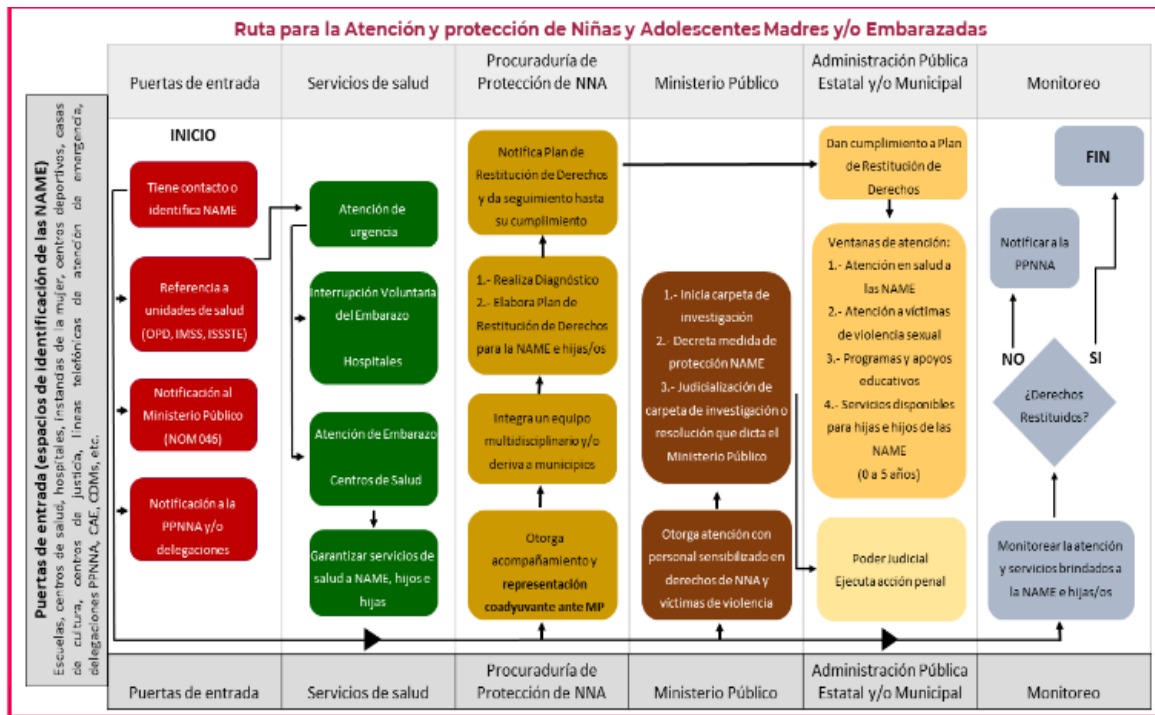 Ruta para la Atención y protección de Niñas y Adolescentes Madres y/o Embarazadas
Puertas de entrada
Servicios de salud
Procuraduría de
Protección de NNA
Ministerio Público
Administración Pública
Estatal y/o Municipal
Monitoreo
Puertas de entrada (espacios de identificación de las NAME)
Escuelas, centros de salud, hospitales, instancias de la mujer, centros deportivos, casas
de cultura, centros de justicia, líneas telefónicas de atención de emergencia,
delegaciones PPNNA, CAE, CDMs, etc.
INICIO
Tiene contacto o
identifica NAME
Referencia a
unidades de salud
(OPD, IMSS, ISSSTE)
Notificación al
Ministerio Público
(NOM 046)
Notificación a la
PPNNA y/o
delegaciones
Atención de
urgencia
Interrupción Voluntaria
del Embarazo
Hospitales
Atención de Embarazo
Centros de Salud
Garantizar servicios de
salud a NAME, hijos e
hijas
Notifica Plan de
Restitución de Derechos
y da seguimiento hasta
su cumplimiento
1.- Realiza Diagnóstico
2.- Elabora Plan de
Restitución de Derechos
para la NAME e hijas/os
Integra un equipo
multidisciplinario y/o
deriva a municipios
Otorga
acompañamiento y
representación
coadyuvante ante MP
1.- Inicia carpeta de
investigación
2.- Decreta medida de
protección NAME
3.- Judicialización de
carpeta de investigación o
resolución que dicta el
Ministerio Público
Otorga atención con
personal sensibilizado en
derechos de NNA y
víctimas de violencia
Dan cumplimiento a Plan
de Restitución de
Derechos
Ventanas de atención:
1.- Atención en salud a
las NAME
2.- Atención a víctimas
de violencia sexual
3.- Programas y apoyos
educativos
4.- Servicios disponibles
para hijas e hijos de las
NAME
(0 a 5 años)
Poder Judicial
Ejecuta acción penal
FIN
Notificar a la
PPNNA
NO
SI
¿Derechos
Restituidos?
Monitorear la atención
y servicios brindados a
la NAME e hijas/os
Puertas de entrada
Servicios de salud
Procuraduría de
Protección de NNA
Ministerio Público
Administración Pública
Estatal y/o Municipal
Monitoreo